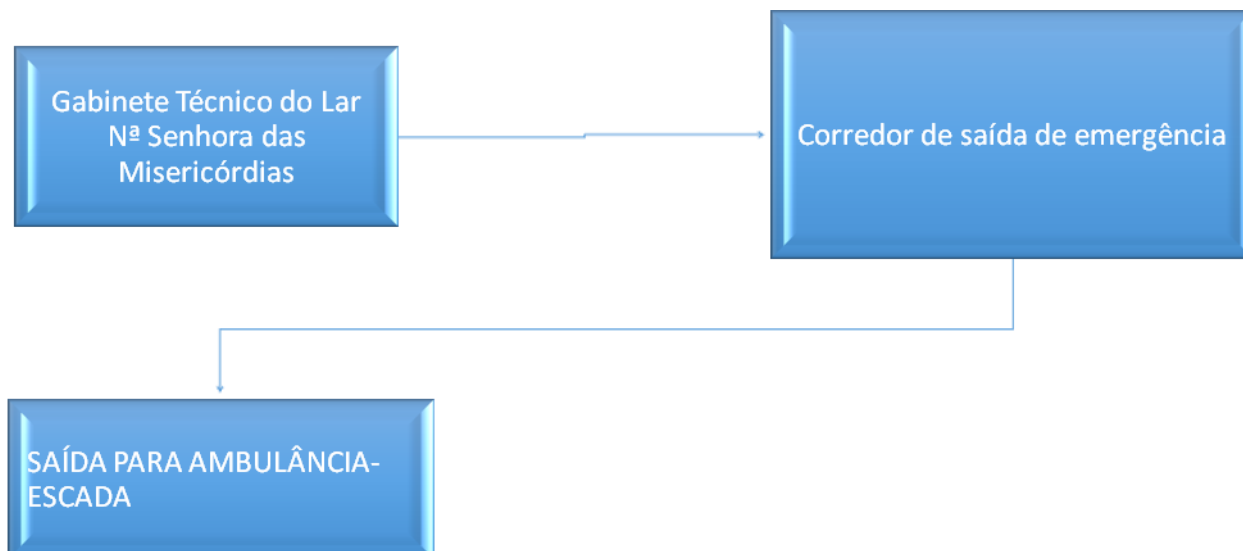 Gabinete Técnico do Lar
Nª Senhora das
Misericórdias
Corredor de saída de emergência
SAÍDA PARA AMBULÂNCIA-
ESCADA